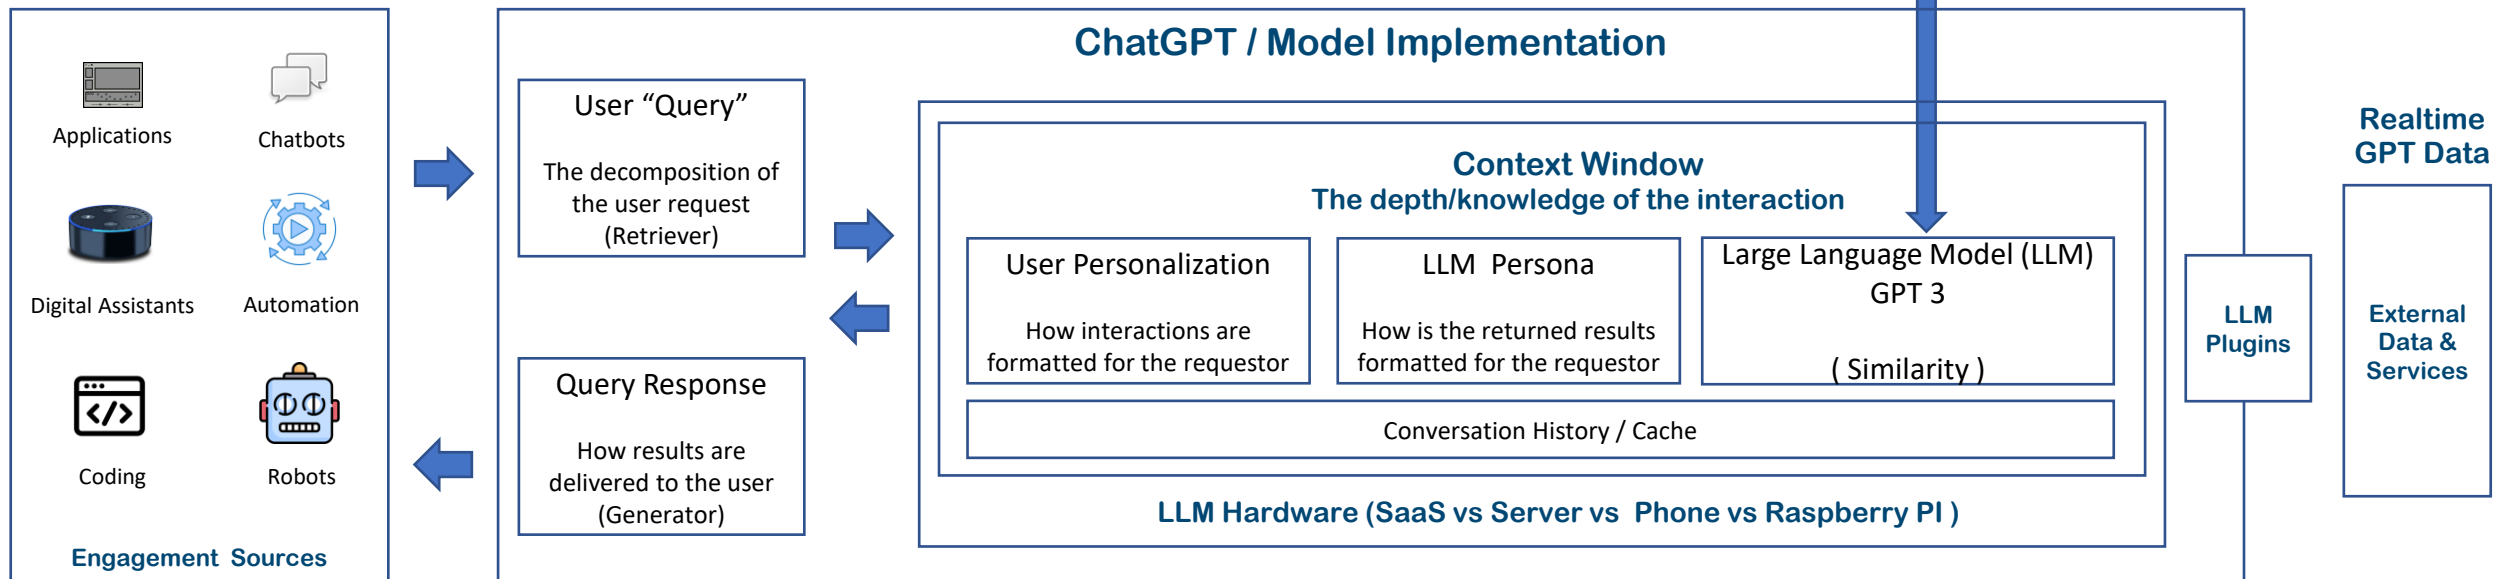 Applications
Chatbots
Digital Assistants
Automation
Coding
Robots
Engagement Sources
ChatGPT / Model Implementation
User “Query”
The decomposition of
the user request
(Retriever)
Query Response
How results are
delivered to the user
(Generator)
Context Window
The depth/knowledge of the interaction
User Personalization
How interactions are
formatted for the requestor
LLM Persona
How is the returned results
formatted for the requestor
Large Language Model (LLM)
GPT 3
( Similarity )
Conversation History / Cache
LLM Hardware (SaaS vs Server vs Phone vs Raspberry PI )
LLM
Plugins
Realtime
GPT Data
External
Data &
Services